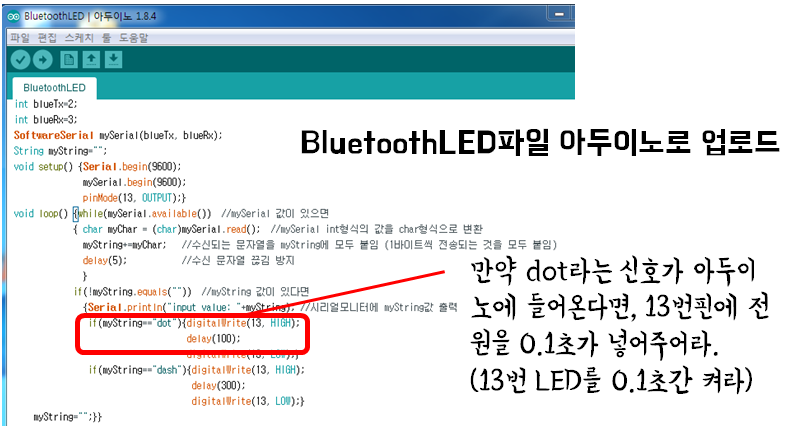 BluetoothLED | 아두이노 1.8.4
파일 편집 스케치 툴 도움말
BluetoothLED
int blueTx=2;
int blueRx=3;
SoftwareSerial mySerial(blueTx, blueRx);
String myString="";
void setup() {Serial.begin(9600);
mySerial.begin(9600);
pinMode(13, OUTPUT);}
void loop() {while(mySerial.available()) //mySerial 값이 있으면
{ char myChar = (char)mySerial.read(); //mySerial int형식의 값을 char형식으로 변환
myString+=myChar; //수신되는 문자열을 myString에 모두 붙임 (1바이트씩 전송되는 것을 모두 붙임)
delay(5); //수신 문자열 끊김 방지
}
if(!myString.equals("")) //myString 값이 있다면
{Serial.println("input value: "+myString); //시리얼모니터에 myString값 출력
if(myString=="dot"){digitalWrite(13, HIGH);
delay(100);
digitalWrite(13, LOW);}
if(myString=="dash"){digitalWrite(13, HIGH);
delay(300);
digitalWrite(13, LOW);}
myString="";}}
BluetoothLED파일 아두이노로 업로드
만약 dot라는 신호가 아두이
노에 들어온다면, 13번핀에 전
원을 0.1초가 넣어주어라.
(13번 LED를 0.1초간 켜라)